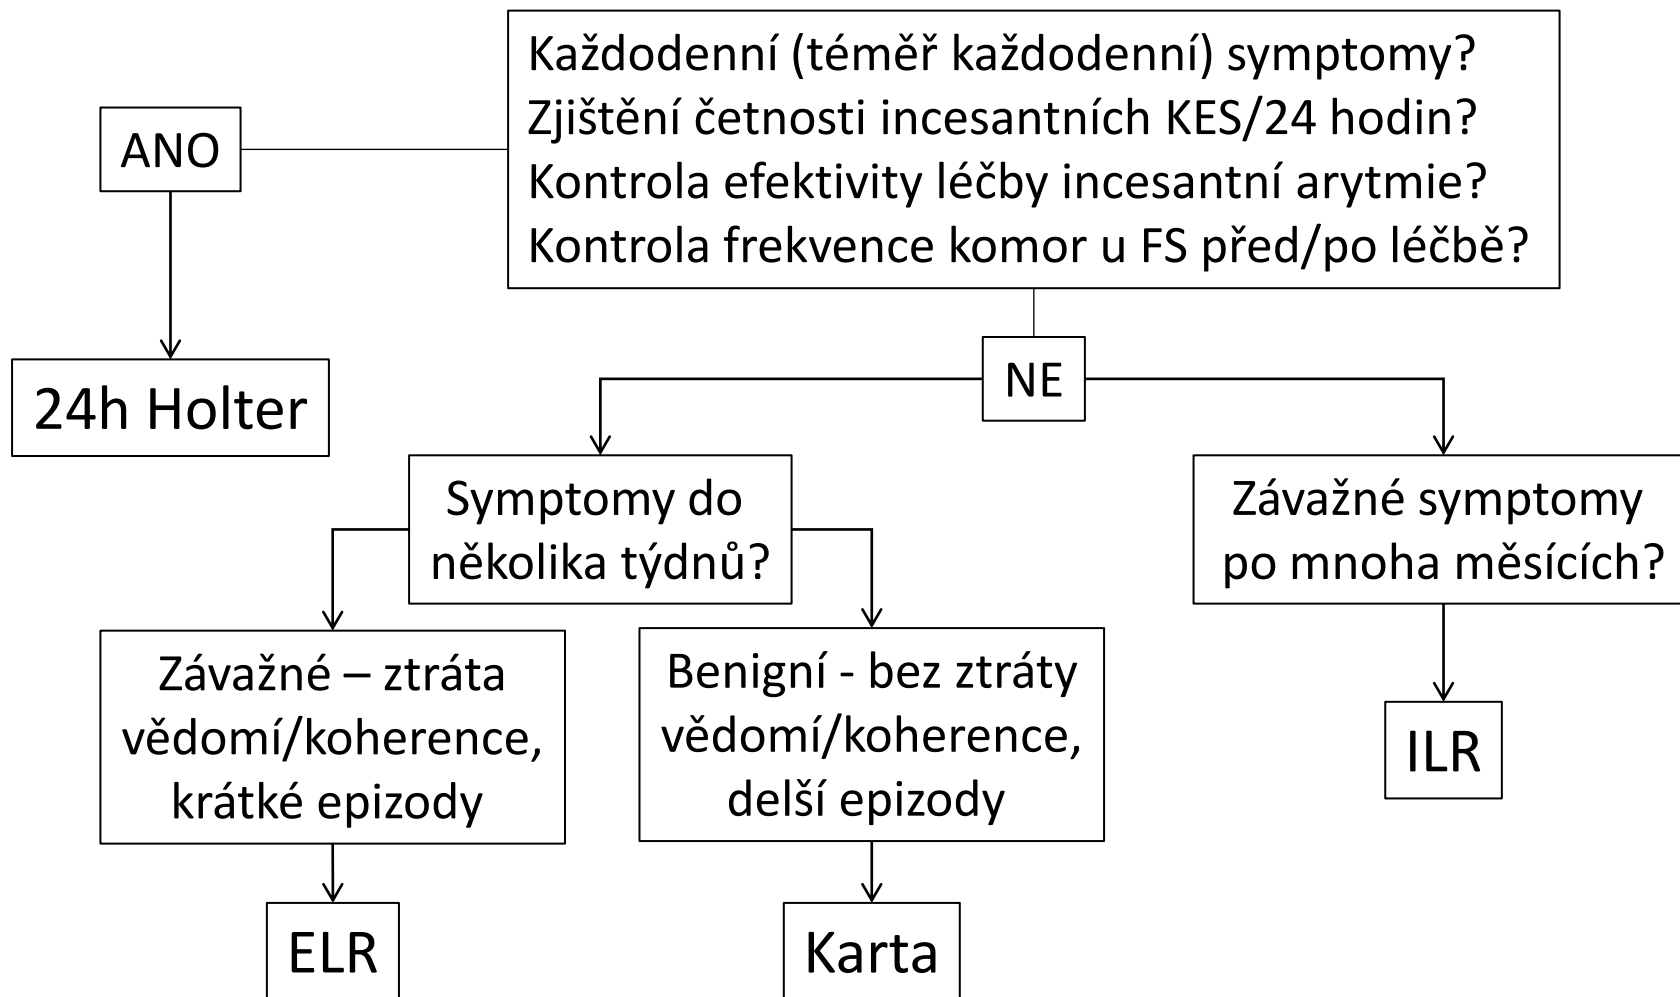 Každodenní (téměř každodenní) symptomy?
Zjištění četnosti incesantních KES/24 hodin?
Kontrola efektivity léčby incesantní arytmie?
Kontrola frekvence komor u FS před/po léčbě?
ANO
24h Holter
NE
Symptomy do
několika týdnů?
Závažné symptomy
po mnoha měsících?
Závažné – ztráta
vědomí/koherence,
krátké epizody
Benigní - bez ztráty
vědomí/koherence,
delší epizody
ILR
ELR
Karta